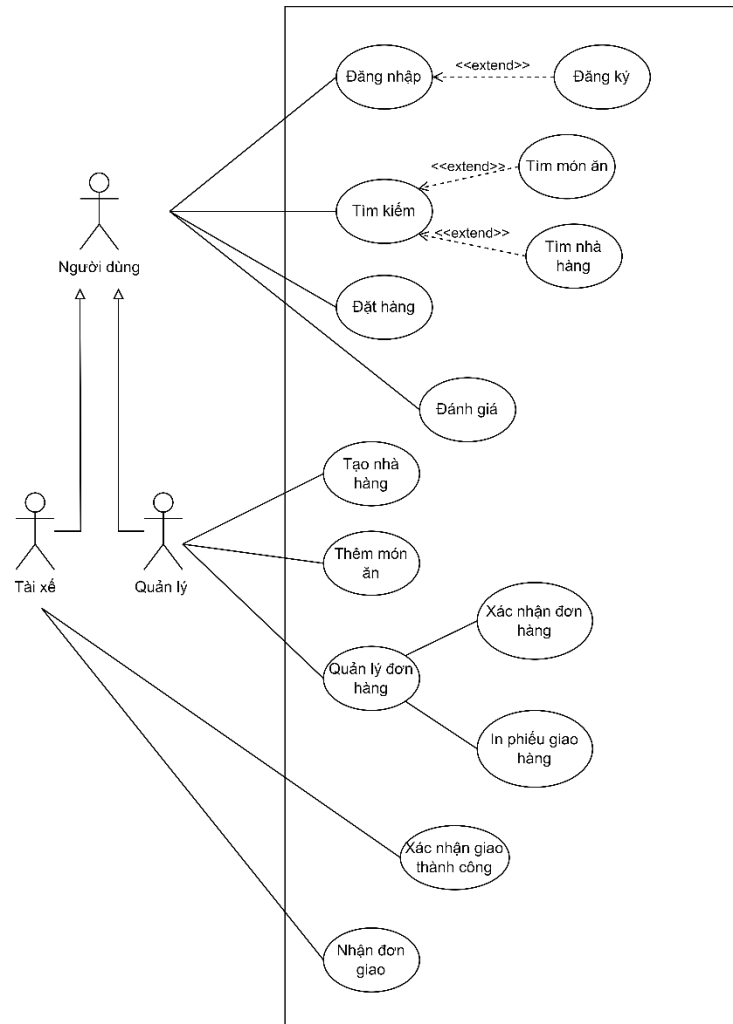 Đăng nhập
<<extend>>
Đăng ký
Tìm kiếm
<<extend>>
Tìm món ăn
<<extend>>
Tìm nhà
hàng
Người dùng
Đặt hàng
Đánh giá
Tạo nhà
hàng
Thêm món
ăn
Tài xế
Quản lý
Xác nhận đơn
hàng
Quản lý đơn
hàng
In phiếu giao
hàng
Xác nhận giao
thành công
Nhận đơn
giao